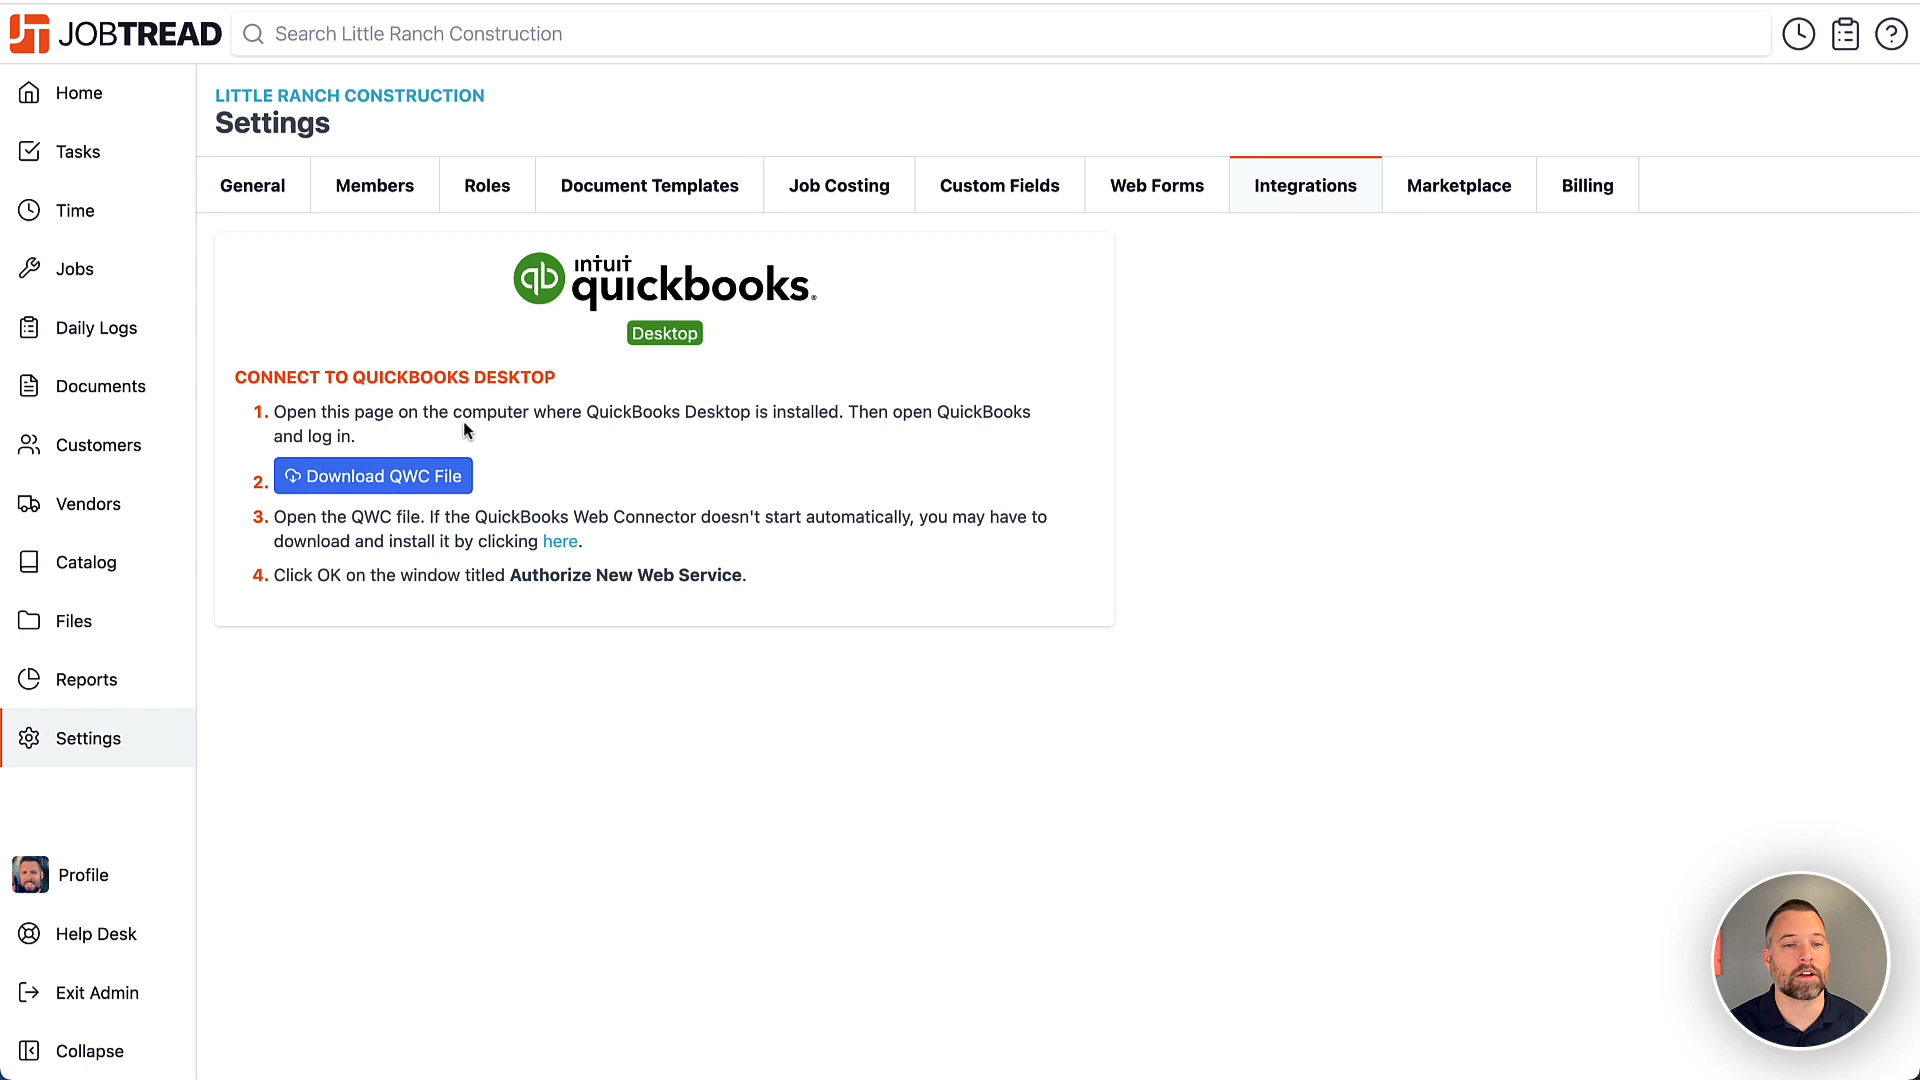 JOBTREAD
Search Little Ranch Construction
Home
Tasks
Time
Jobs
Daily Logs
Documents
Customers
Vendors
Catalog
Files
Reports
Settings
Profile
Help Desk
Exit Admin
Collapse
LITTLE RANCH CONSTRUCTION
Settings
General
Members
Roles
Document Templates
Job Costing
Custom Fields
Web Forms
Integrations
Marketplace
Billing
qb
ıntuıt
quickbooks.
Desktop
CONNECT TO QUICKBOOKS DESKTOP
1. Open this page on the computer where QuickBooks Desktop is installed. Then open QuickBooks
and log in.
2. Download QWC File
3. Open the QWC file. If the QuickBooks Web Connector doesn't start automatically, you may have to
download and install it by clicking here.
4. Click OK on the window titled Authorize New Web Service.